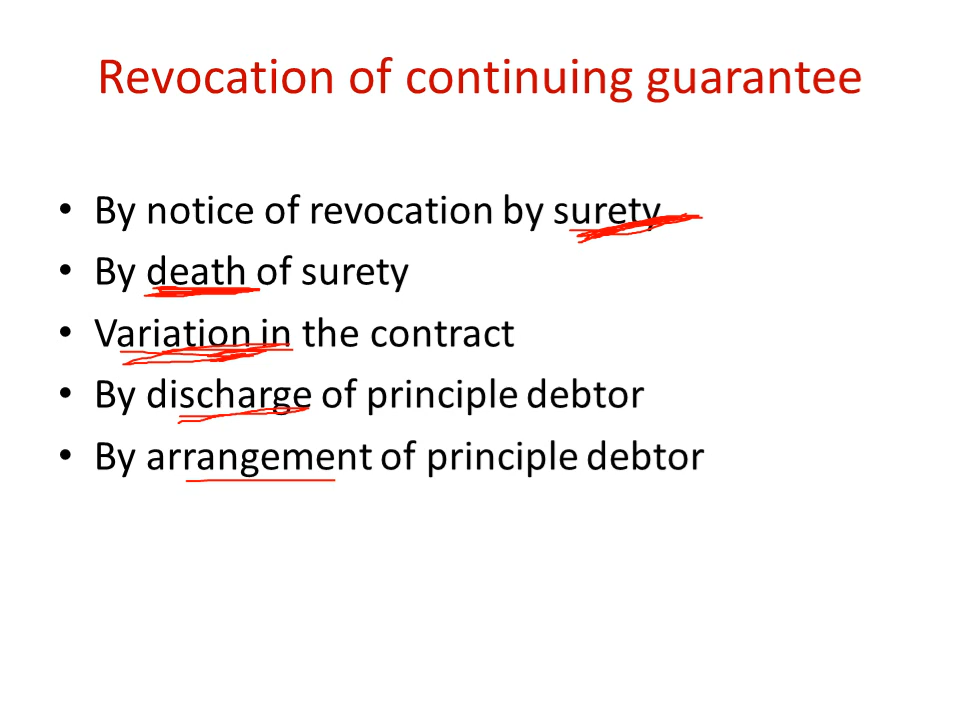 Revocation of continuing guarantee
• By notice of revocation by surety
• By death of surety
• Variation in the contract
• By discharge of principle debtor
• By arrangement of principle debtor